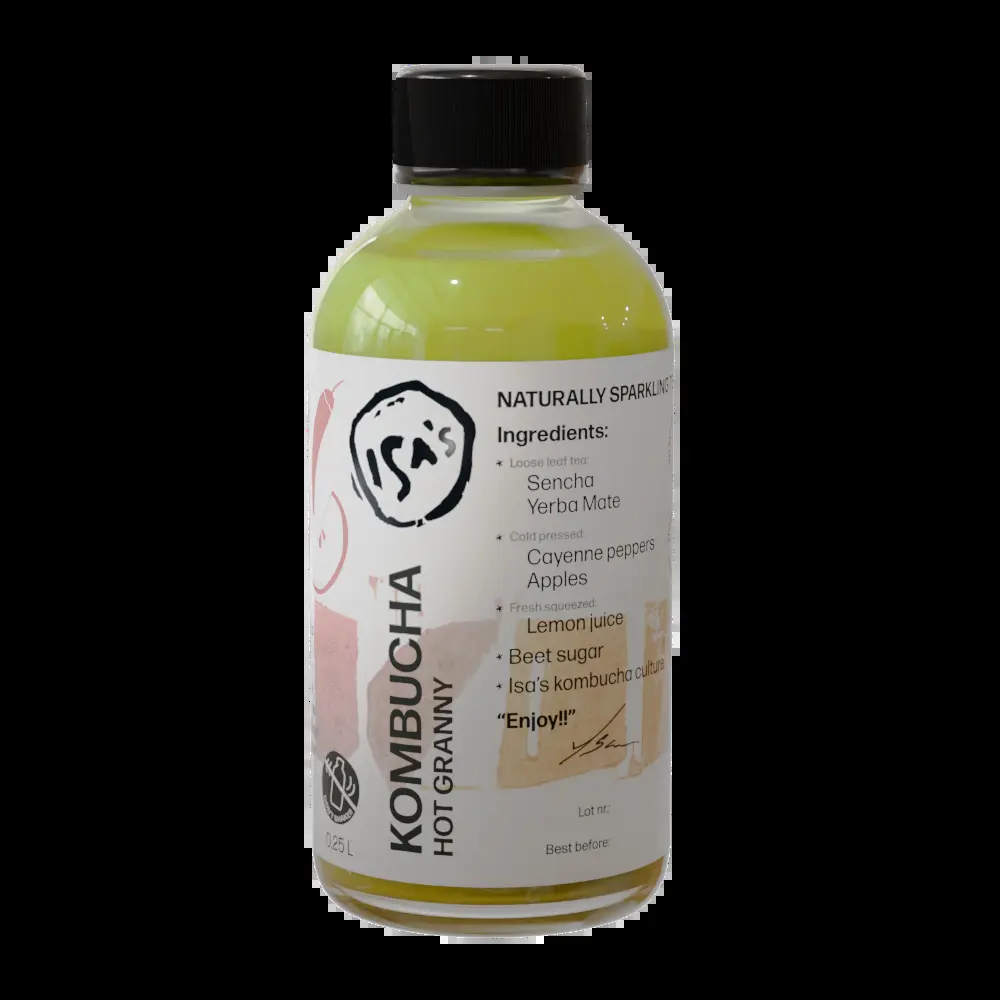 ISA'S
NATURALLY SPARKLING
Ingredients:
* Loose leaf tea:
Sencha
Yerba Mate
* Cold pressed:
Cayenne peppers
Apples
* Fresh squeezed:
Lemon juice
* Beet sugar
* Isa's kombucha culture
“Enjoy!!”
Isa
KOMBUCHA
HOT GRANNY
0,25 L
Lot nr.:
Best before: